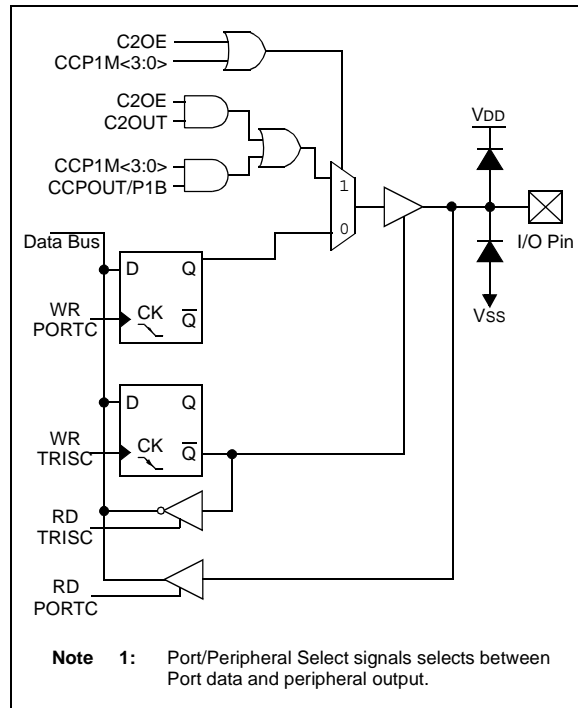 C2OE
CCP1M<3:0>
C2OE
C2OUT
CCP1M<3:0>
CCPOUT/P1B
VDD
1
0
I/O Pin
VSS
Data Bus
D Q
WR
PORTC
CK Q
D Q
WR
TRISC
CK Q
RD
TRISC
RD
PORTC
Note 1: Port/Peripheral Select signals selects between
Port data and peripheral output.